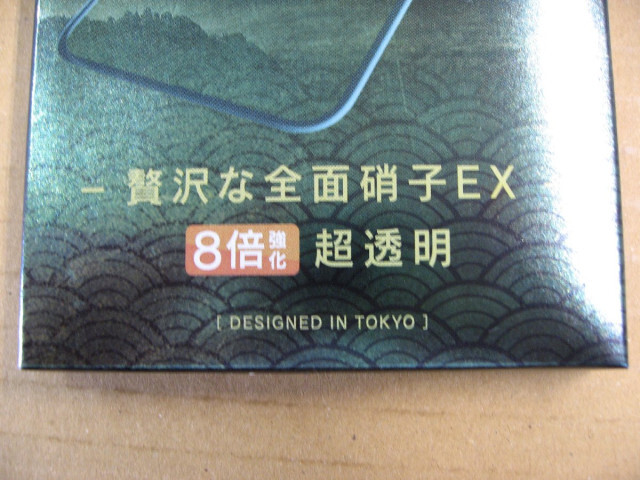 – 贅沢な全面硝子EX
8倍強化 超透明
[ DESIGNED IN TOKYO ]